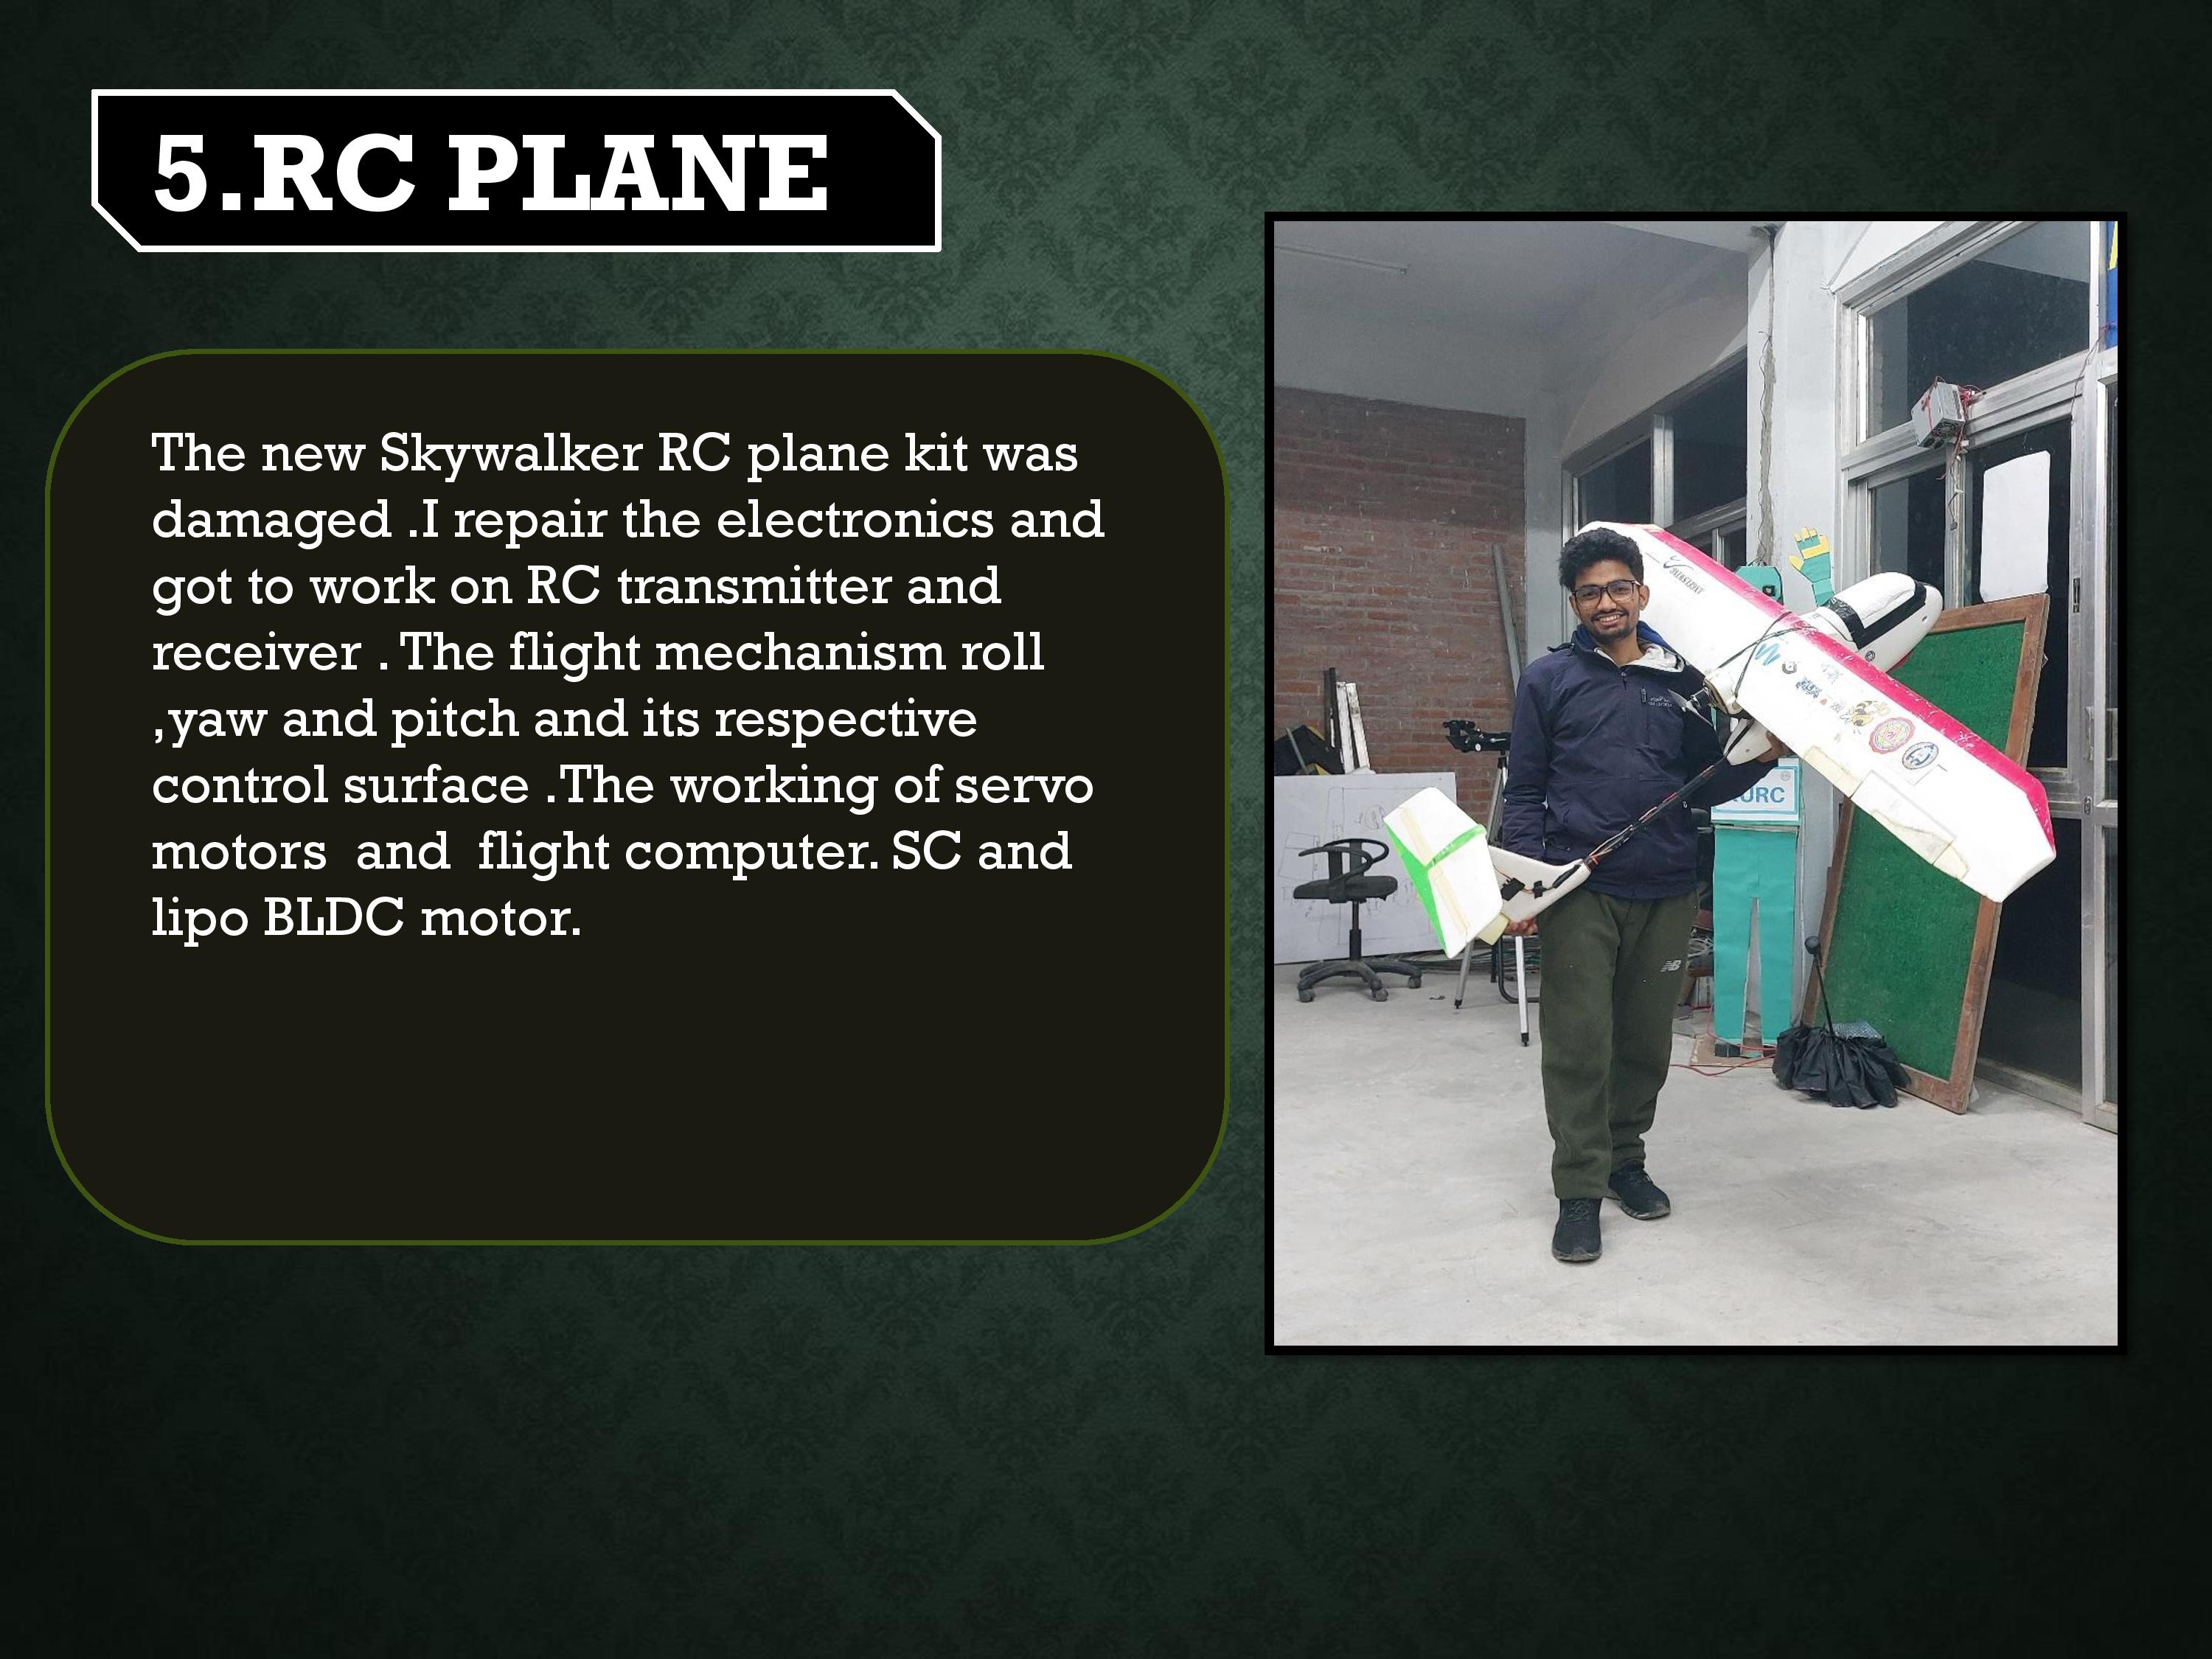 5.RC PLANE
The new Skywalker RC plane kit was
damaged .I repair the electronics and
got to work on RC transmitter and
receiver . The flight mechanism roll
,yaw and pitch and its respective
control surface .The working of servo
motors  and  flight computer. SC and
lipo BLDC motor.
URC
NB